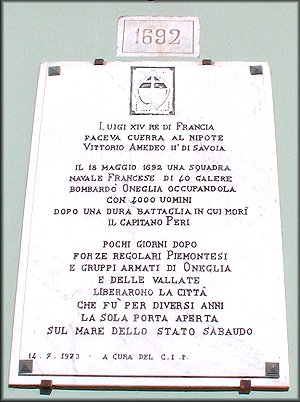 1692
LUIGI XIV RE DI FRANCIA
FACEVA GUERRA AL NIPOTE
VITTORIO AMEDEO II° DI SAVOIA
IL 18 MAGGIO 1692 UNA SQUADRA
NAVALE FRANCESE DI 40 GALERE
BOMBARDO' ONEGLIA OCCUPANDOLA
CON 4000 UOMINI
DOPO UNA DURA BATTAGLIA IN CUI MORÌ
IL CAPITANO PERI
POCHI GIORNI DOPO
FORZE REGOLARI PIEMONTESI
E GRUPPI ARMATI DI ONEGLIA
E DELLE VALLATE
LIBERARONO LA CITTÀ
CHE FU' PER DIVERSI ANNI
LA SOLA PORTA APERTA
SUL MARE DELLO STATO SABAUDO
14. 7. 1973 · A CURA DEL C. I. P.